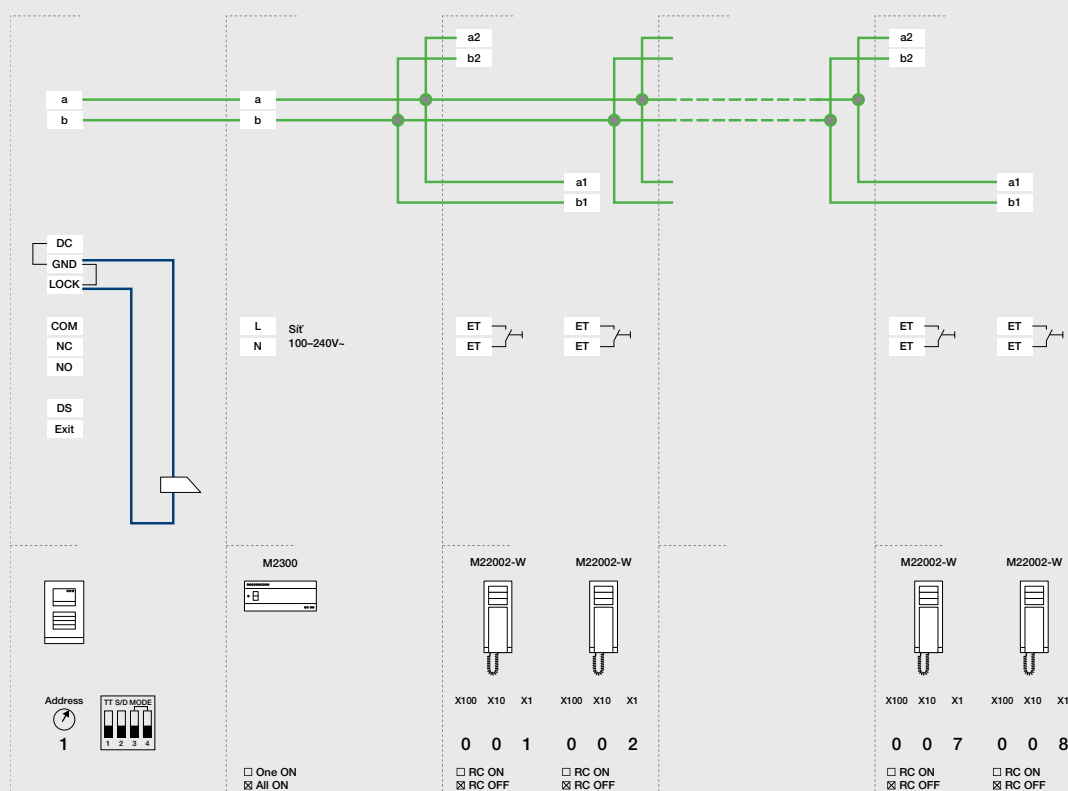 a2
a2
b2
b2
a
a
b
b
a1
a1
b1
b1
DC
GND
LOCK
COM
L
Síť
ET
ET
ET
ET
NC
N
100–240V~
ET
ET
ET
ET
NO
DS
Exit
M2300
M22002-W
M22002-W
M22002-W
M22002-W
Address
TT S/D MODE
X100 X10 X1
X100 X10 X1
X100 X10 X1
X100 X10 X1
1
1 2 3 4
0 0 1
0 0 2
0 0 7
0 0 8
☐ One ON
☐ RC ON
☐ RC ON
☐ RC ON
☐ RC ON
☒ All ON
☒ RC OFF
☒ RC OFF
☒ RC OFF
☒ RC OFF